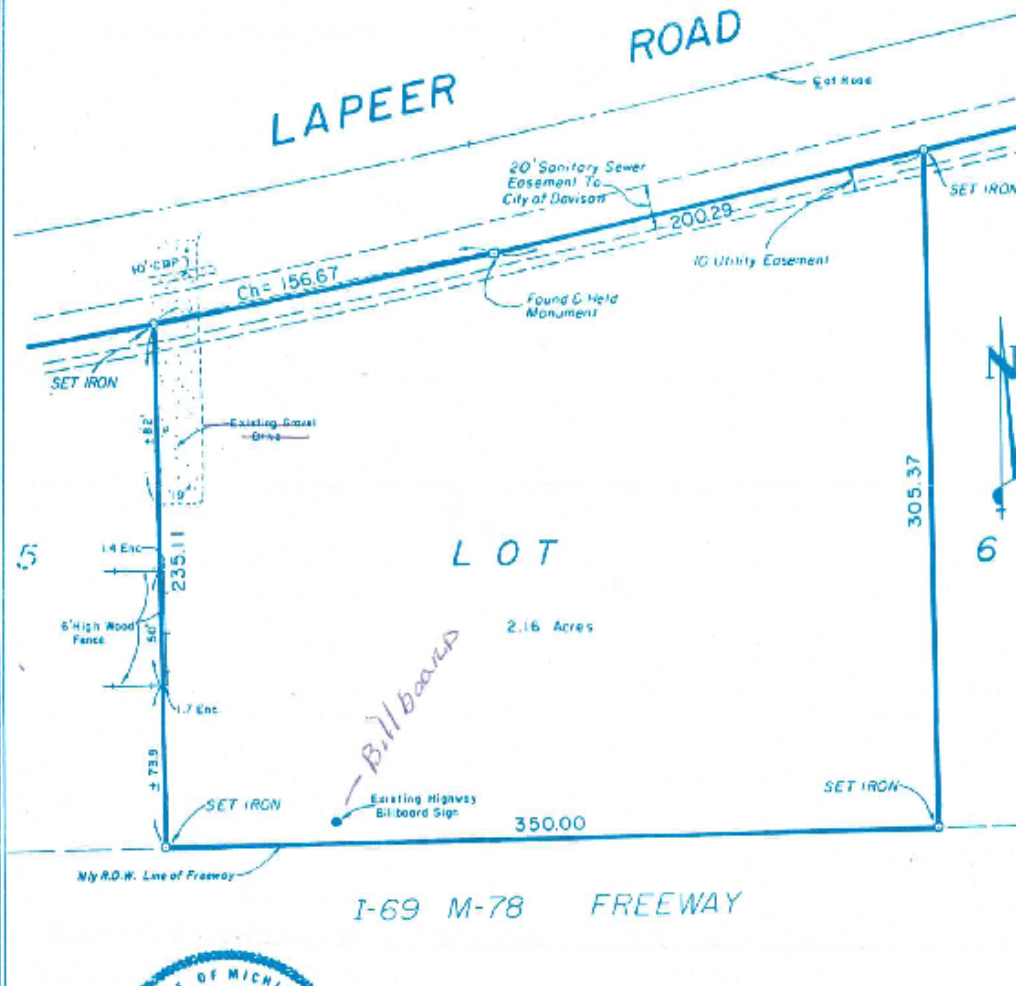 LAPEER ROAD
℄ of Road
20' Sanitary Sewer
Easement To
City of Davison
SET IRON
200.29
10' Utility Easement
Ch= 156.67
Found & Held
Monument
SET IRON
Existing Gravel
Drive
±82'
19'
305.37
N
5
1.4 Enc.
235.11
LOT
6
6' High Wood
Fence
50'
2.16 Acres
1.7 Enc.
Billboard
±73.9
SET IRON
Existing Highway
Billboard Sign
SET IRON
350.00
Nly R.O.W. Line of Freeway
I-69 M-78 FREEWAY
OF MICHI